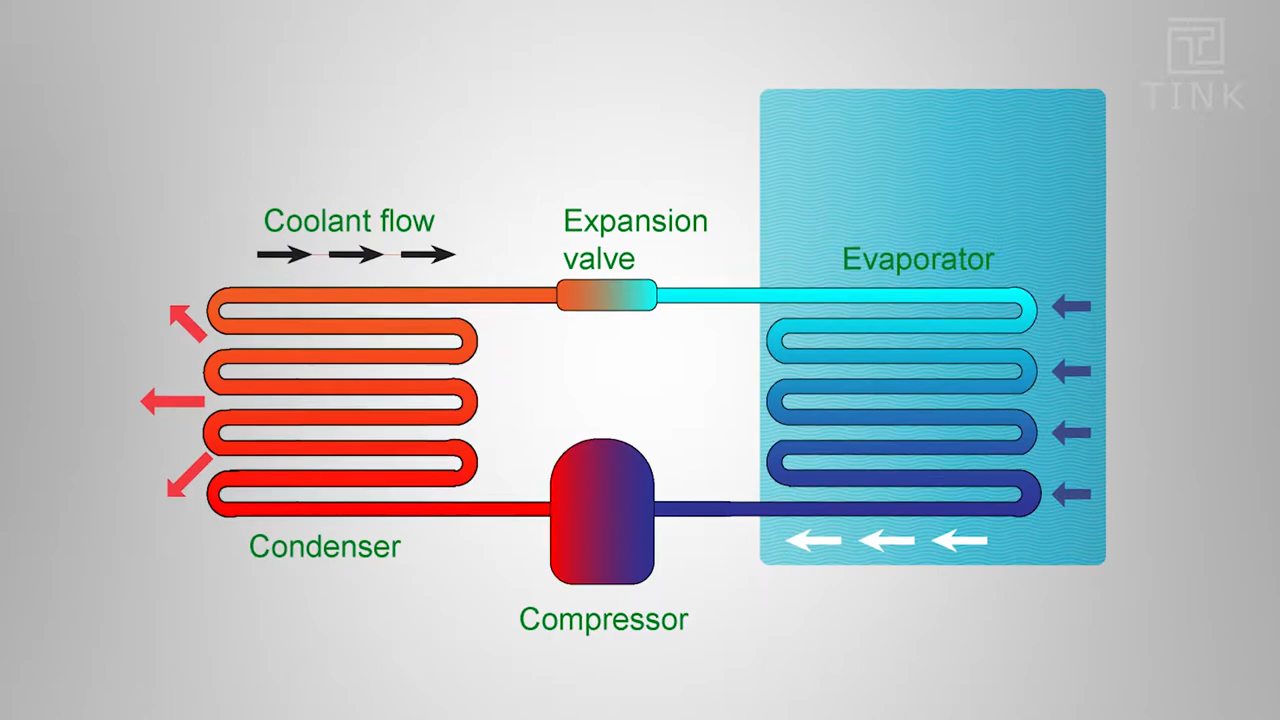 TINK
Coolant flow
Expansion
valve
Evaporator
Condenser
Compressor